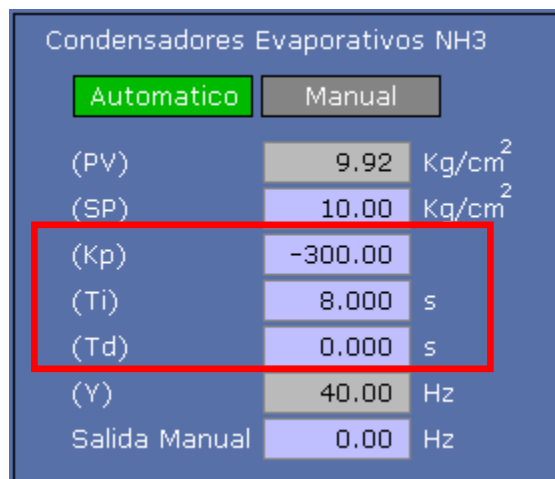 Condensadores Evaporativos NH3
Automatico Manual
(PV) 9.92 Kg/cm2
(SP) 10.00 Kg/cm2
(Kp) -300.00
(Ti) 8.000 s
(Td) 0.000 s
(Y) 40.00 Hz
Salida Manual 0.00 Hz